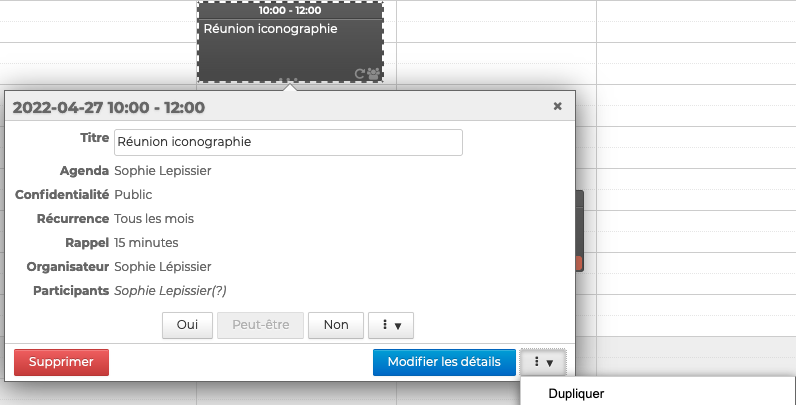 10:00 - 12:00
Réunion iconographie
2022-04-27 10:00 - 12:00
Titre Réunion iconographie
Agenda Sophie Lepissier
Confidentialité Public
Récurrence Tous les mois
Rappel 15 minutes
Organisateur Sophie Lépissier
Participants Sophie Lepissier(?)
Oui Peut-être Non
Supprimer Modifier les détails
Dupliquer